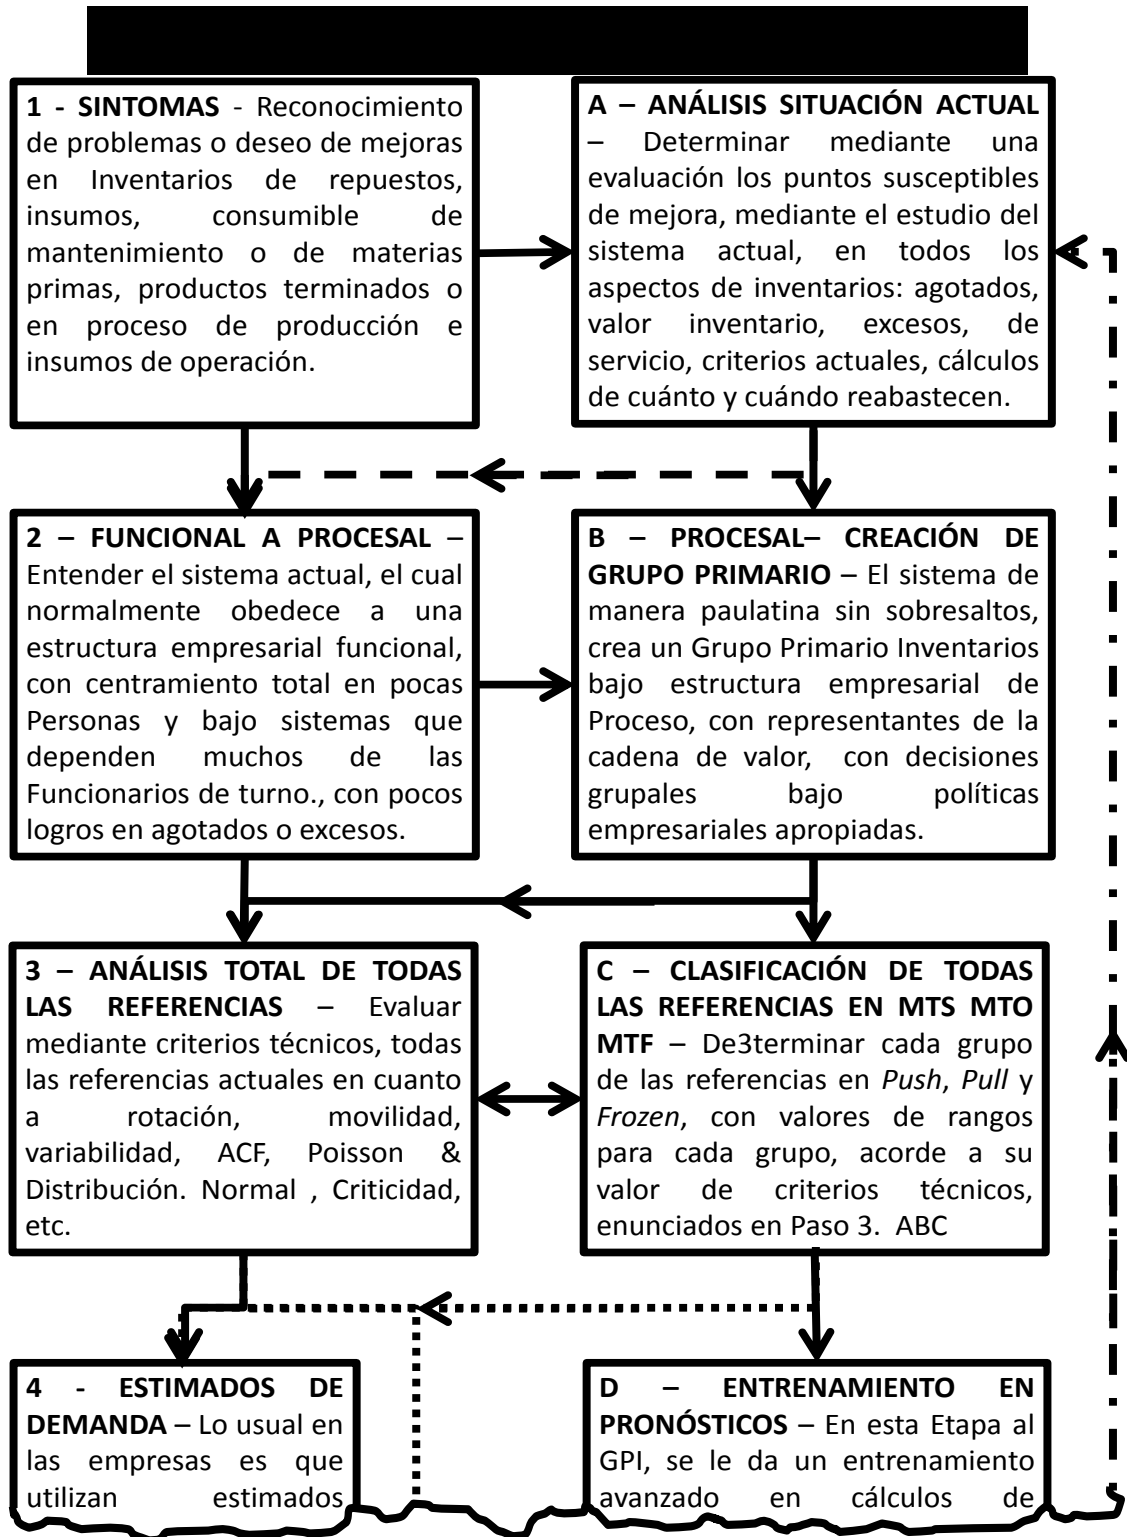 1 - SINTOMAS - Reconocimiento
de problemas o deseo de mejoras
en Inventarios de repuestos,
insumos, consumible de
mantenimiento o de materias
primas, productos terminados o
en proceso de producción e
insumos de operación.
A – ANÁLISIS SITUACIÓN ACTUAL
– Determinar mediante una
evaluación los puntos susceptibles
de mejora, mediante el estudio del
sistema actual, en todos los
aspectos de inventarios: agotados,
valor inventario, excesos, de
servicio, criterios actuales, cálculos
de cuánto y cuándo reabastecen.
2 – FUNCIONAL A PROCESAL –
Entender el sistema actual, el cual
normalmente obedece a una
estructura empresarial funcional,
con centramiento total en pocas
Personas y bajo sistemas que
dependen muchos de las
Funcionarios de turno., con pocos
logros en agotados o excesos.
B – PROCESAL– CREACIÓN DE
GRUPO PRIMARIO – El sistema de
manera paulatina sin sobresaltos,
crea un Grupo Primario Inventarios
bajo estructura empresarial de
Proceso, con representantes de la
cadena de valor, con decisiones
grupales bajo políticas
empresariales apropiadas.
3 – ANÁLISIS TOTAL DE TODAS
LAS REFERENCIAS – Evaluar
mediante criterios técnicos, todas
las referencias actuales en cuanto
a rotación, movilidad,
variabilidad, ACF, Poisson &
Distribución. Normal , Criticidad,
etc.
C – CLASIFICACIÓN DE TODAS
LAS REFERENCIAS EN MTS MTO
MTF – De3terminar cada grupo
de las referencias en Push, Pull y
Frozen, con valores de rangos
para cada grupo, acorde a su
valor de criterios técnicos,
enunciados en Paso 3. ABC
4 - ESTIMADOS DE
DEMANDA – Lo usual en
las empresas es que
utilizan estimados
D – ENTRENAMIENTO EN
PRONÓSTICOS – En esta Etapa al
GPI, se le da un entrenamiento
avanzado en cálculos de